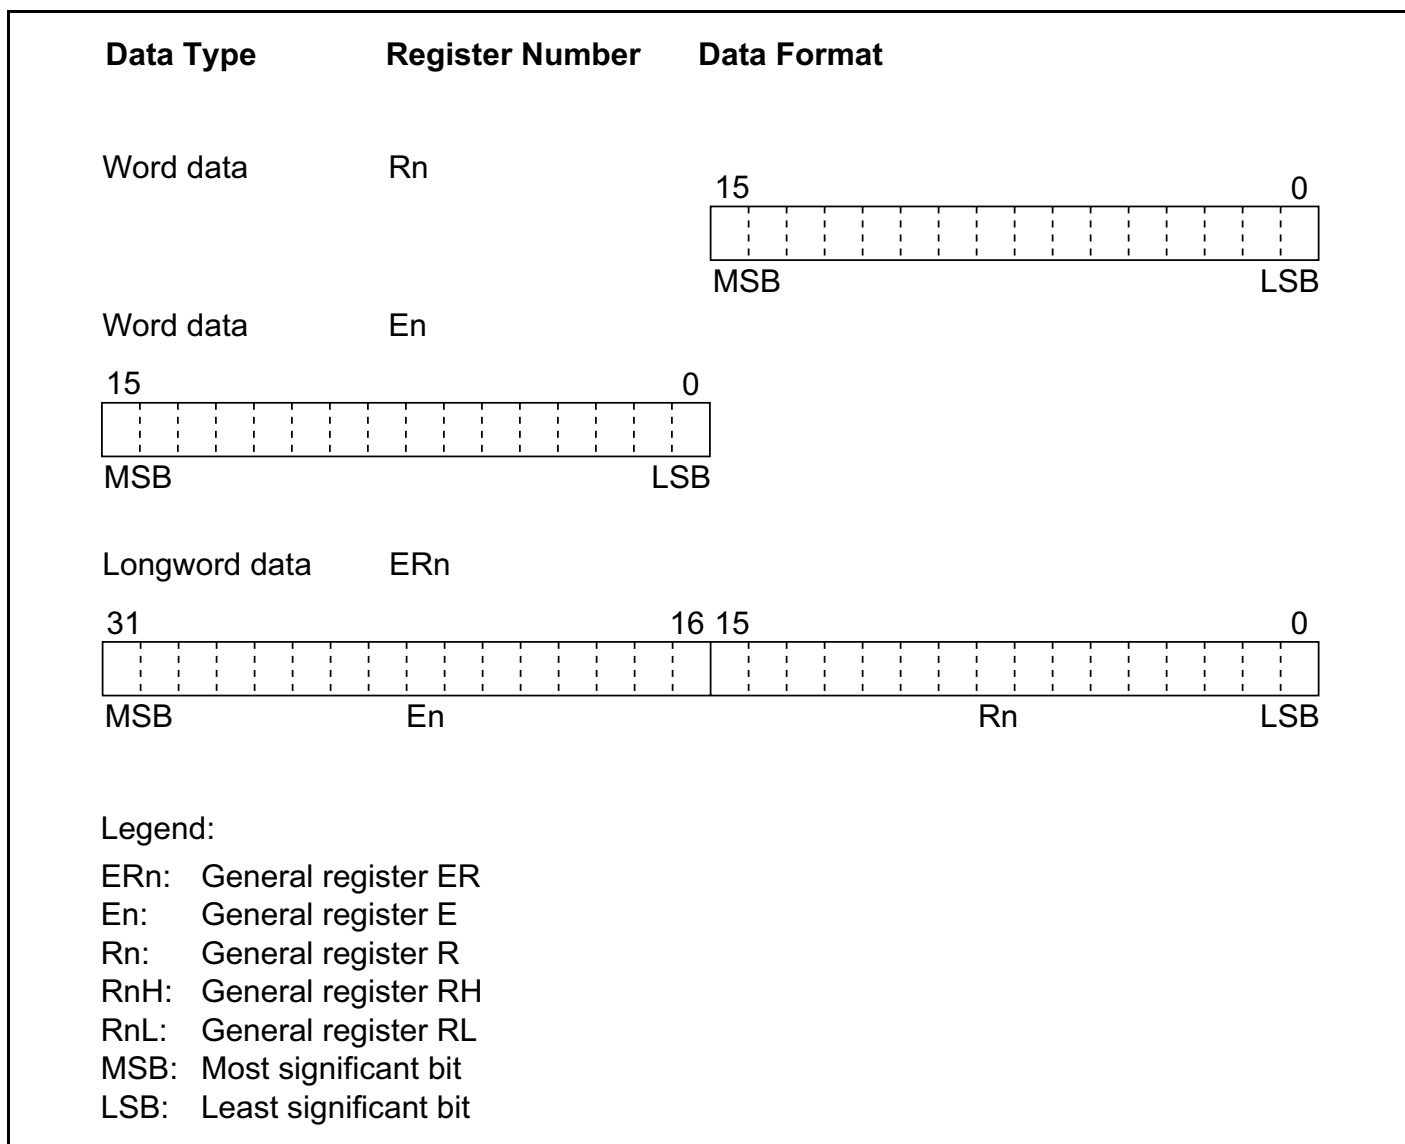 Data Type Register Number Data Format
Word data Rn
15 0
MSB LSB
Word data En
15 0
MSB LSB
Longword data ERn
31 16 15 0
MSB En Rn LSB
Legend:
ERn: General register ER
En: General register E
Rn: General register R
RnH: General register RH
RnL: General register RL
MSB: Most significant bit
LSB: Least significant bit